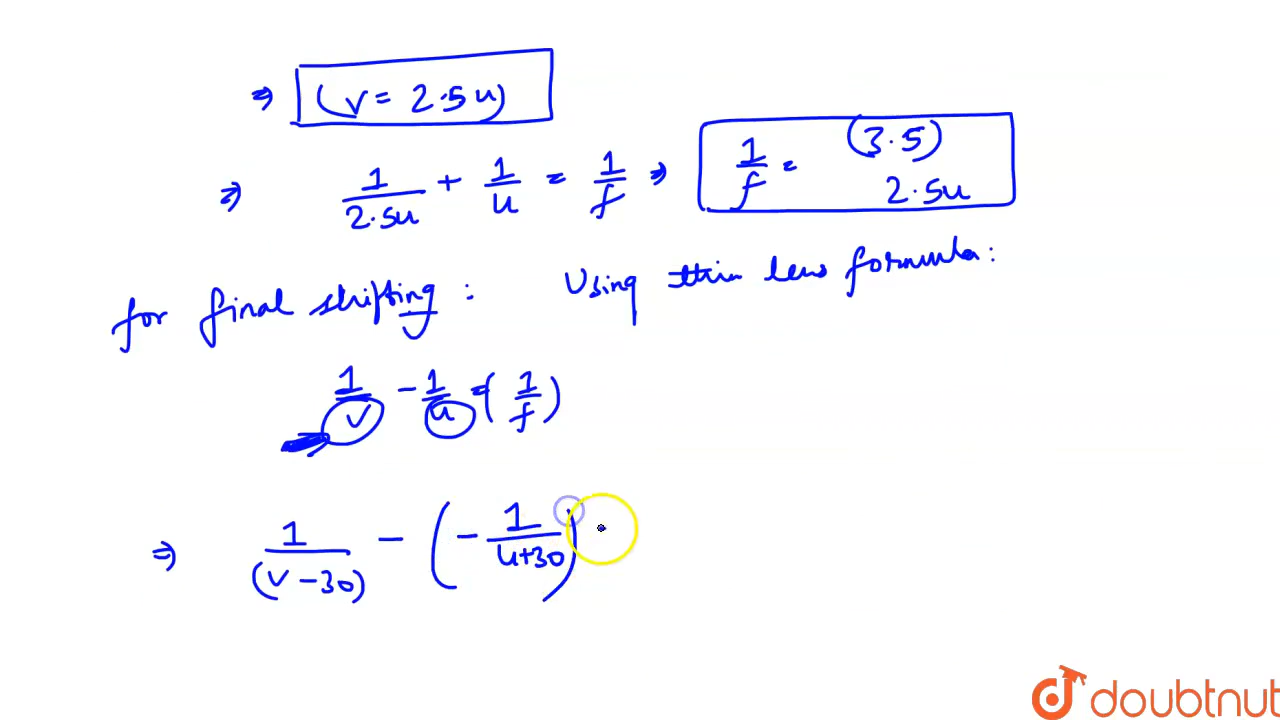 ⇒ (v = 2.5u)
⇒ 1/2.5u + 1/u = 1/f ⇒ 1/f = (3.5)/2.5u
for final shifting : Using thin lens formula:
1/v - 1/u = (1/f)
⇒ 1/(v - 30) - (- 1/u+30)
doubtnut